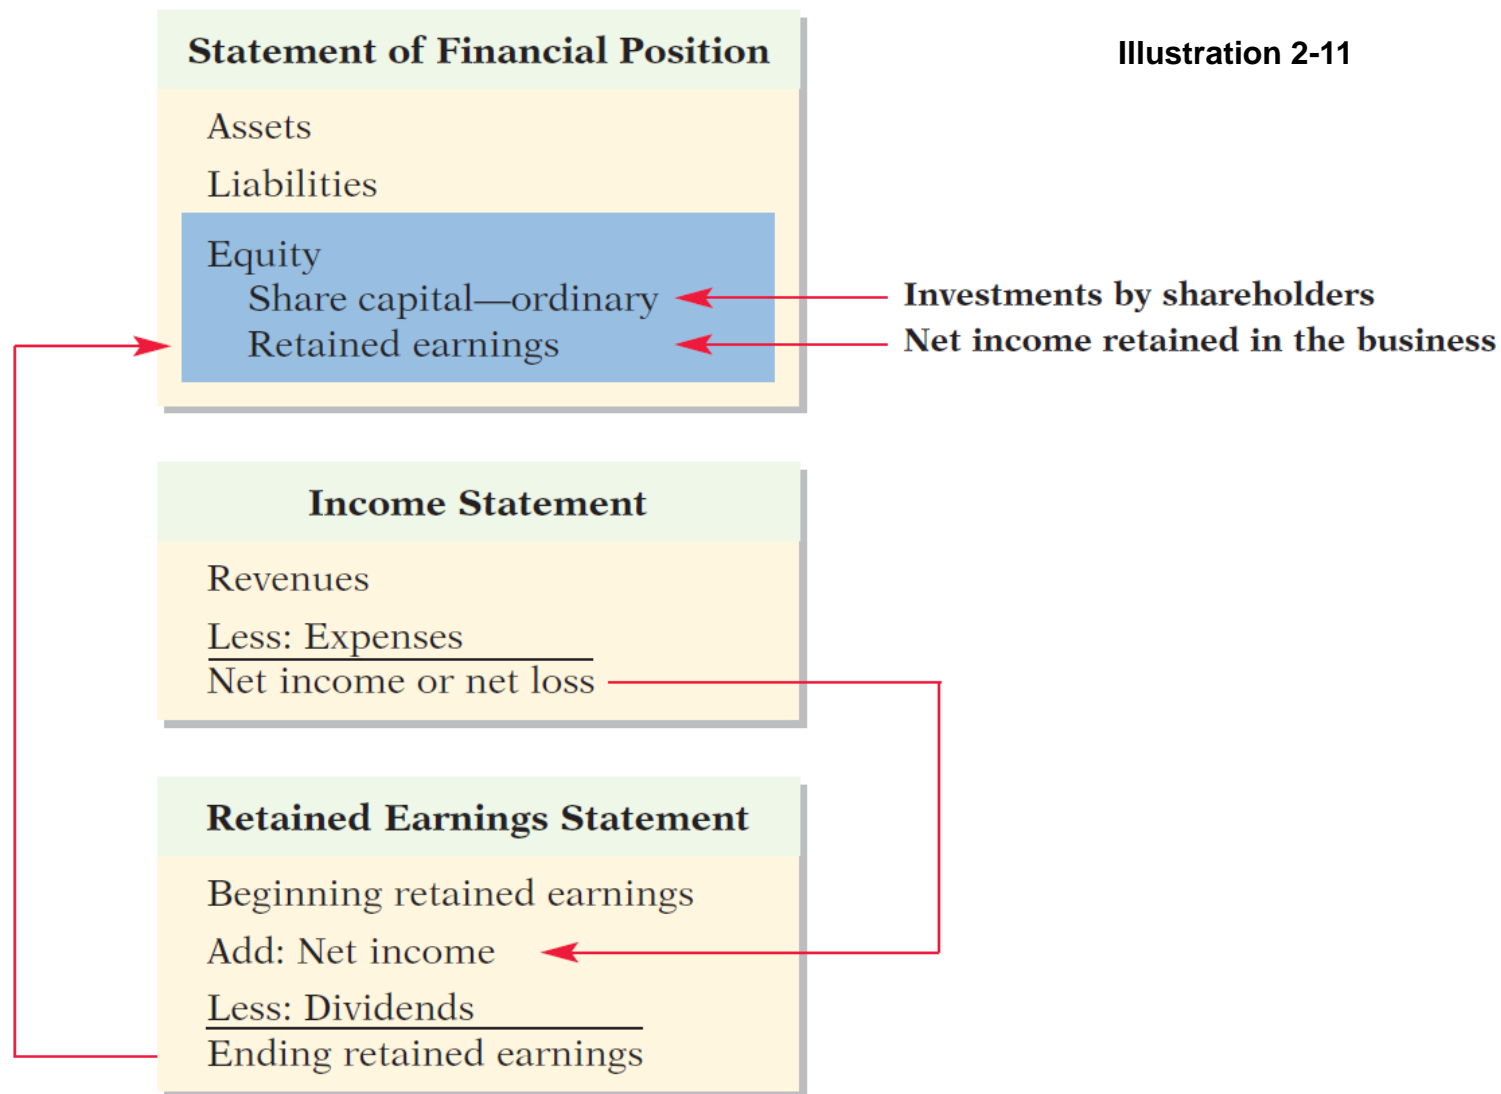 Statement of Financial Position
Illustration 2-11
Assets
Liabilities
Equity
Share capital—ordinary
Investments by shareholders
Retained earnings
Net income retained in the business
Income Statement
Revenues
Less: Expenses
Net income or net loss
Retained Earnings Statement
Beginning retained earnings
Add: Net income
Less: Dividends
Ending retained earnings